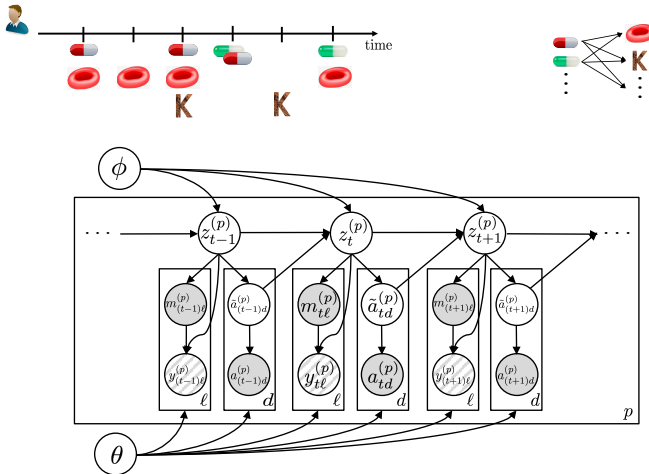 time
K
K
K
ϕ
. . .
z_{t-1}^{(p)}
z_t^{(p)}
z_{t+1}^{(p)}
. . .
m_{(t-1)ℓ}^{(p)}
ã_{(t-1)d}^{(p)}
m_{tℓ}^{(p)}
ã_{td}^{(p)}
m_{(t+1)ℓ}^{(p)}
ã_{(t+1)d}^{(p)}
y_{(t-1)ℓ}^{(p)}
a_{(t-1)d}^{(p)}
y_{tℓ}^{(p)}
a_{td}^{(p)}
y_{(t+1)ℓ}^{(p)}
a_{(t+1)d}^{(p)}
ℓ
d
ℓ
d
ℓ
d
p
θ